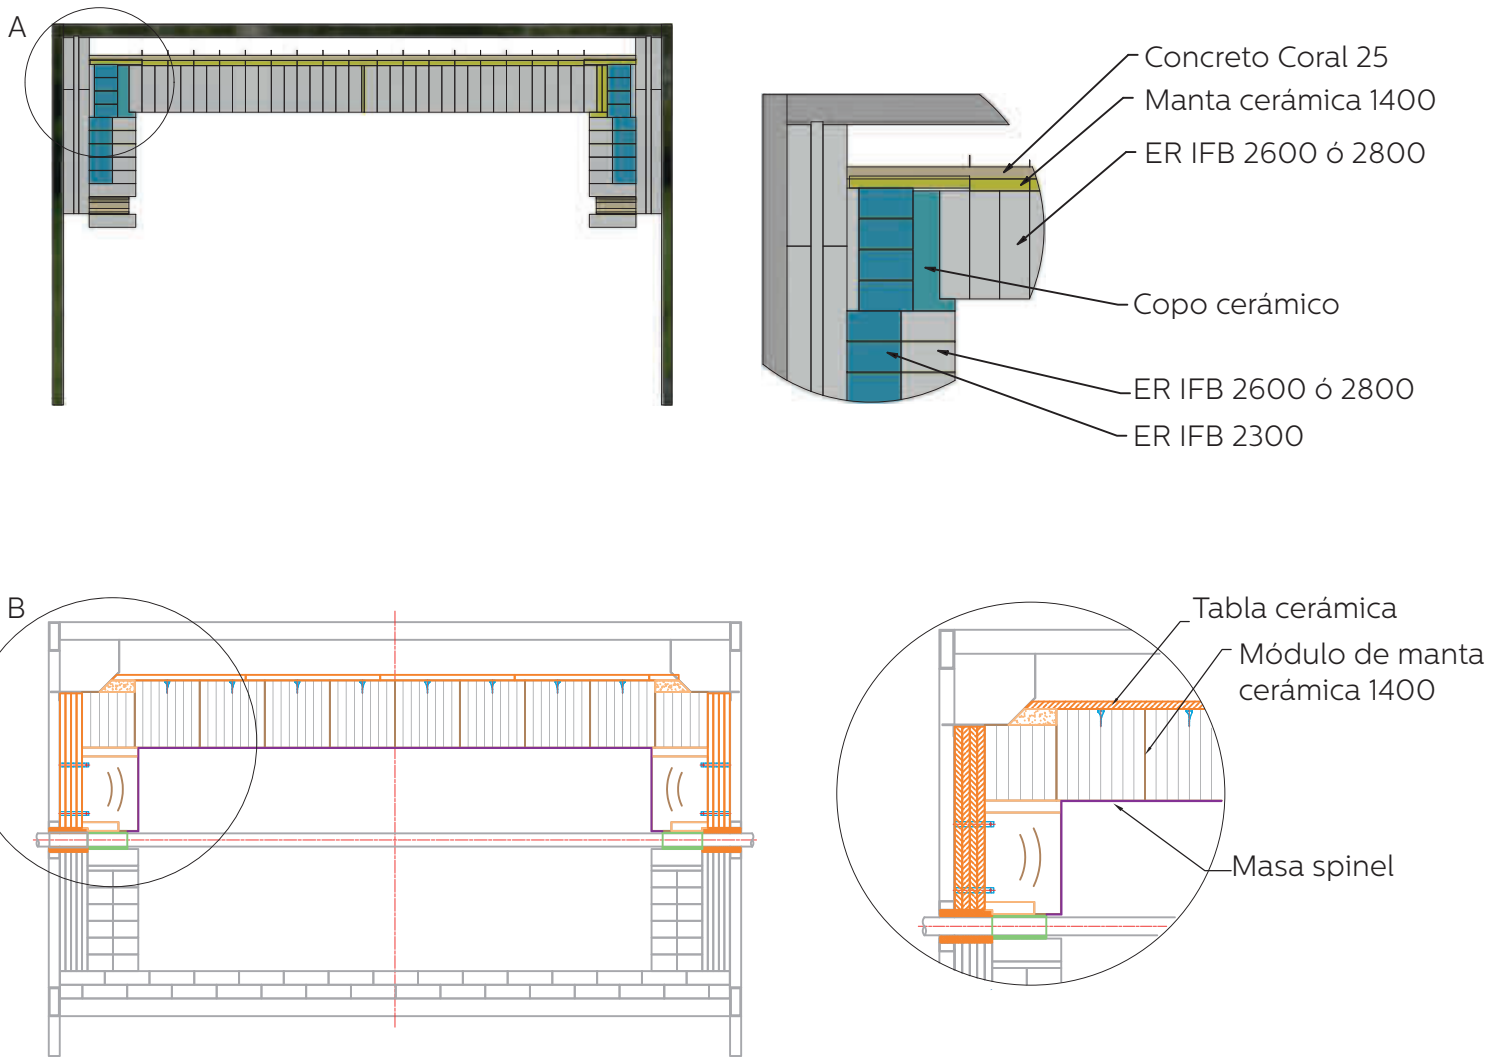 A
Concreto Coral 25
Manta cerámica 1400
ER IFB 2600 ó 2800
Copo cerámico
ER IFB 2600 ó 2800
ER IFB 2300
B
Tabla cerámica
Módulo de manta
cerámica 1400
Masa spinel